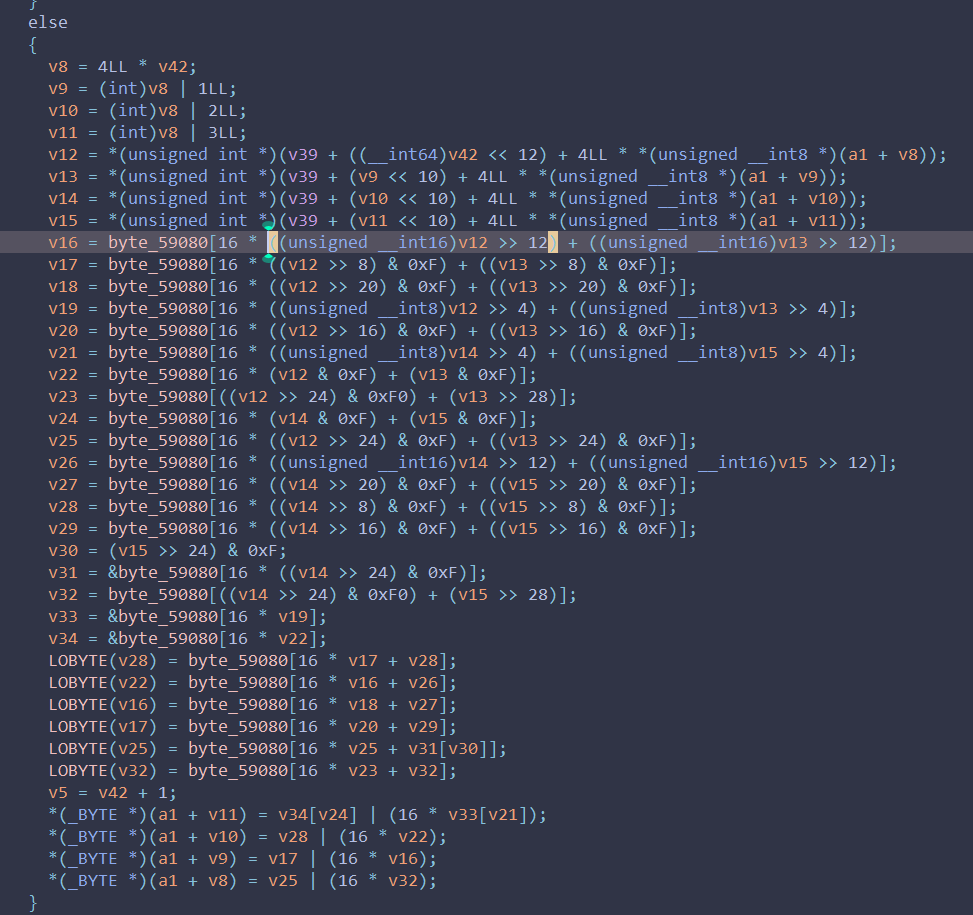 }
else
{
v8 = 4LL * v42;
v9 = (int)v8 | 1LL;
v10 = (int)v8 | 2LL;
v11 = (int)v8 | 3LL;
v12 = *(unsigned int *)(v39 + ((__int64)v42 << 12) + 4LL * *(unsigned __int8 *)(a1 + v8));
v13 = *(unsigned int *)(v39 + (v9 << 10) + 4LL * *(unsigned __int8 *)(a1 + v9));
v14 = *(unsigned int *)(v39 + (v10 << 10) + 4LL * *(unsigned __int8 *)(a1 + v10));
v15 = *(unsigned int *)(v39 + (v11 << 10) + 4LL * *(unsigned __int8 *)(a1 + v11));
v16 = byte_59080[16 * ((unsigned __int16)v12 >> 12) + ((unsigned __int16)v13 >> 12)];
v17 = byte_59080[16 * ((v12 >> 8) & 0xF) + ((v13 >> 8) & 0xF)];
v18 = byte_59080[16 * ((v12 >> 20) & 0xF) + ((v13 >> 20) & 0xF)];
v19 = byte_59080[16 * ((unsigned __int8)v12 >> 4) + ((unsigned __int8)v13 >> 4)];
v20 = byte_59080[16 * ((v12 >> 16) & 0xF) + ((v13 >> 16) & 0xF)];
v21 = byte_59080[16 * ((unsigned __int8)v14 >> 4) + ((unsigned __int8)v15 >> 4)];
v22 = byte_59080[16 * (v12 & 0xF) + (v13 & 0xF)];
v23 = byte_59080[((v12 >> 24) & 0xF0) + (v13 >> 28)];
v24 = byte_59080[16 * (v14 & 0xF) + (v15 & 0xF)];
v25 = byte_59080[16 * ((v12 >> 24) & 0xF) + ((v13 >> 24) & 0xF)];
v26 = byte_59080[16 * ((unsigned __int16)v14 >> 12) + ((unsigned __int16)v15 >> 12)];
v27 = byte_59080[16 * ((v14 >> 20) & 0xF) + ((v15 >> 20) & 0xF)];
v28 = byte_59080[16 * ((v14 >> 8) & 0xF) + ((v15 >> 8) & 0xF)];
v29 = byte_59080[16 * ((v14 >> 16) & 0xF) + ((v15 >> 16) & 0xF)];
v30 = (v15 >> 24) & 0xF;
v31 = &byte_59080[16 * ((v14 >> 24) & 0xF)];
v32 = byte_59080[((v14 >> 24) & 0xF0) + (v15 >> 28)];
v33 = &byte_59080[16 * v19];
v34 = &byte_59080[16 * v22];
LOBYTE(v28) = byte_59080[16 * v17 + v28];
LOBYTE(v22) = byte_59080[16 * v16 + v26];
LOBYTE(v16) = byte_59080[16 * v18 + v27];
LOBYTE(v17) = byte_59080[16 * v20 + v29];
LOBYTE(v25) = byte_59080[16 * v25 + v31[v30]];
LOBYTE(v32) = byte_59080[16 * v23 + v32];
v5 = v42 + 1;
*(_BYTE *)(a1 + v11) = v34[v24] | (16 * v33[v21]);
*(_BYTE *)(a1 + v10) = v28 | (16 * v22);
*(_BYTE *)(a1 + v9) = v17 | (16 * v16);
*(_BYTE *)(a1 + v8) = v25 | (16 * v32);
}